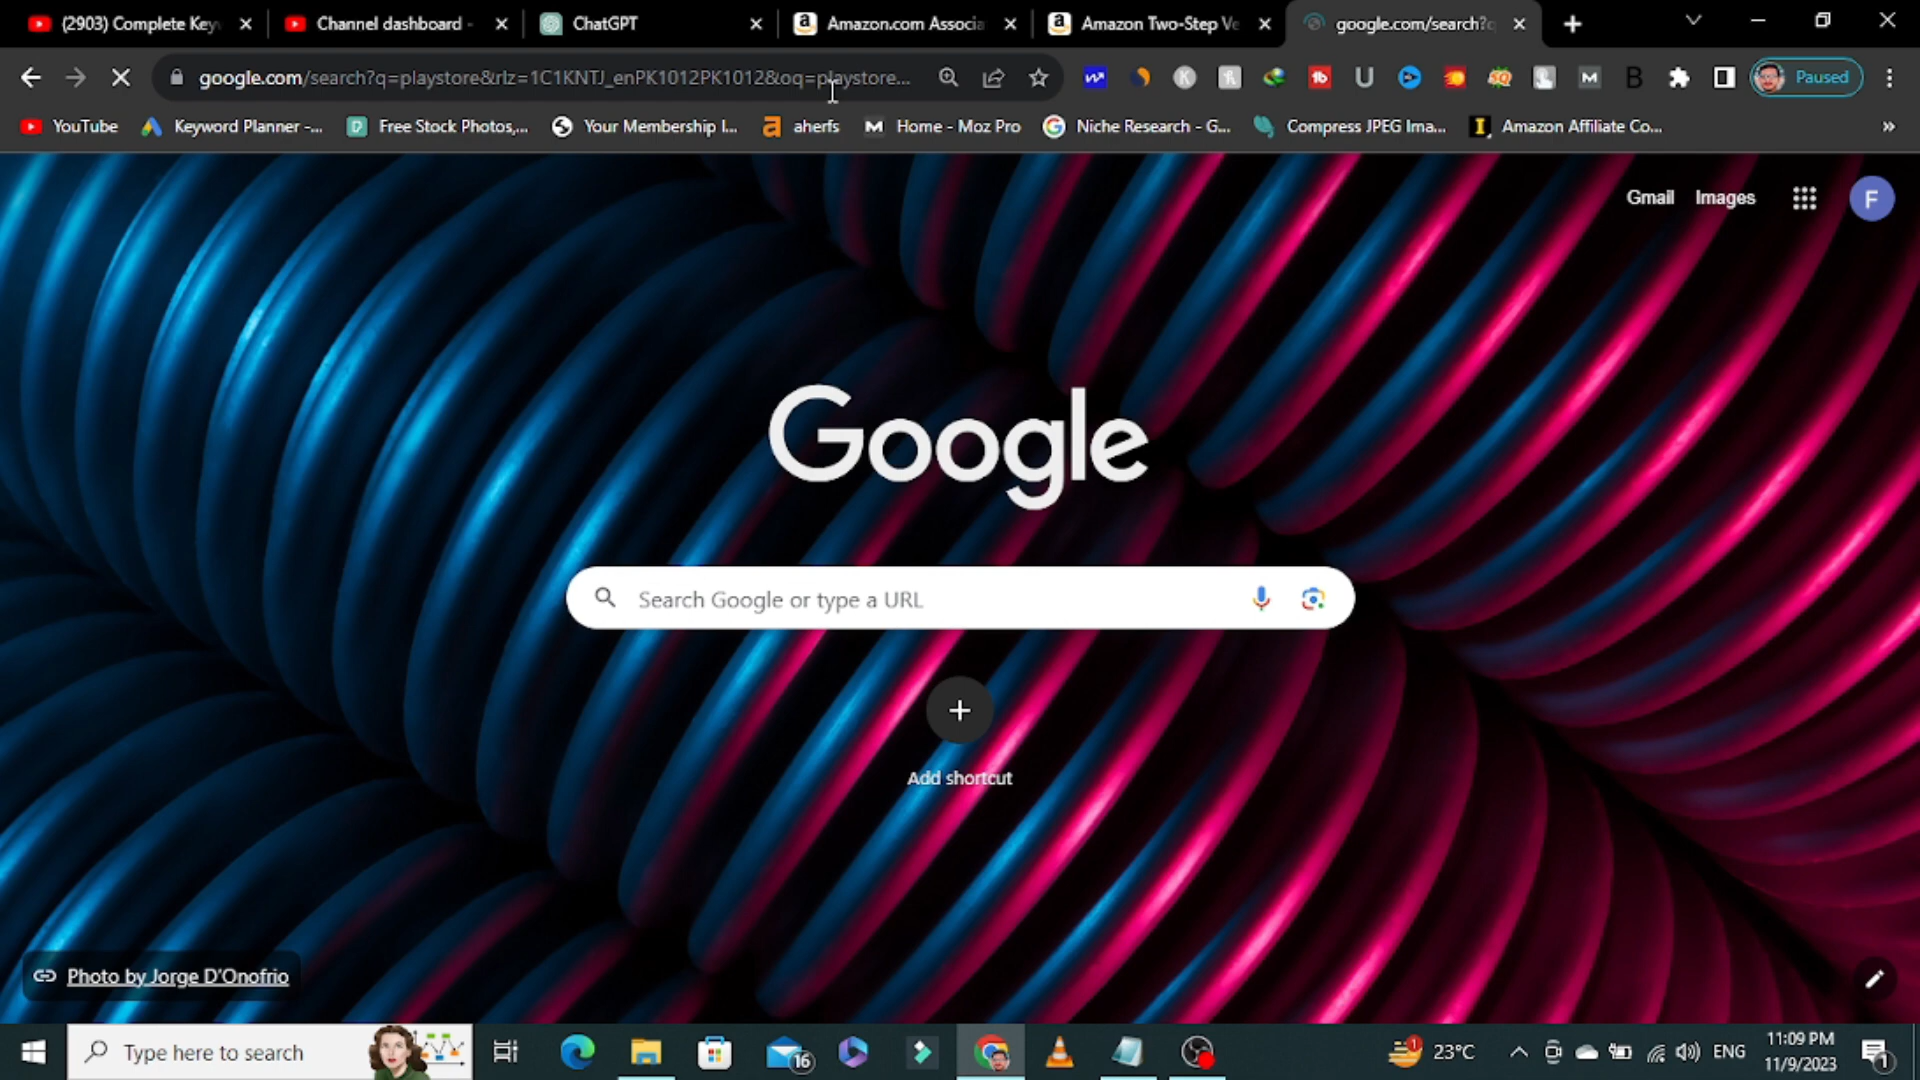 (2903) Complete Key
Channel dashboard -
ChatGPT
Amazon.com Associa
Amazon Two-Step Ve
google.com/search?q
google.com/search?q=playstore&rlz=1C1KNTJ_enPK1012PK1012&oq=playstore...
Paused
YouTube
Keyword Planner -...
Free Stock Photos,...
Your Membership I...
aherfs
Home - Moz Pro
Niche Research - G...
Compress JPEG Ima...
Amazon Affiliate Co...
Gmail
Images
F
Google
Search Google or type a URL
Add shortcut
Photo by Jorge D'Onofrio
Type here to search
16
1
23°C
ENG
11:09 PM
11/9/2023
1